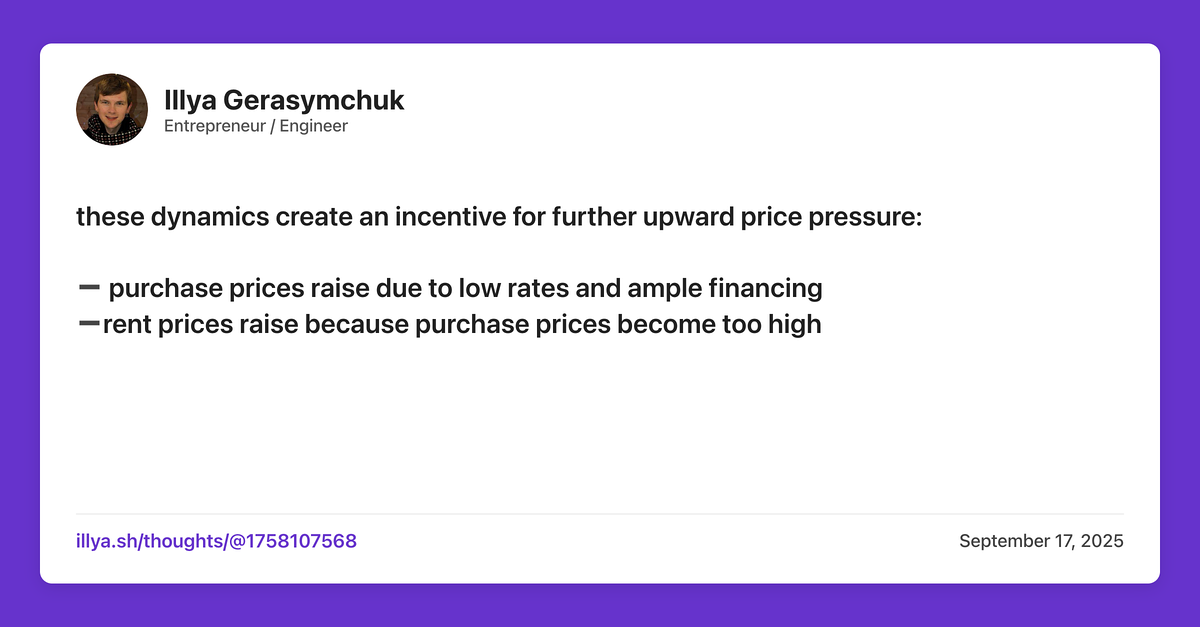 Illya Gerasymchuk
Entrepreneur / Engineer
these dynamics create an incentive for further upward price pressure:
➖ purchase prices raise due to low rates and ample financing
➖rent prices raise because purchase prices become too high
illya.sh/thoughts/@1758107568
September 17, 2025